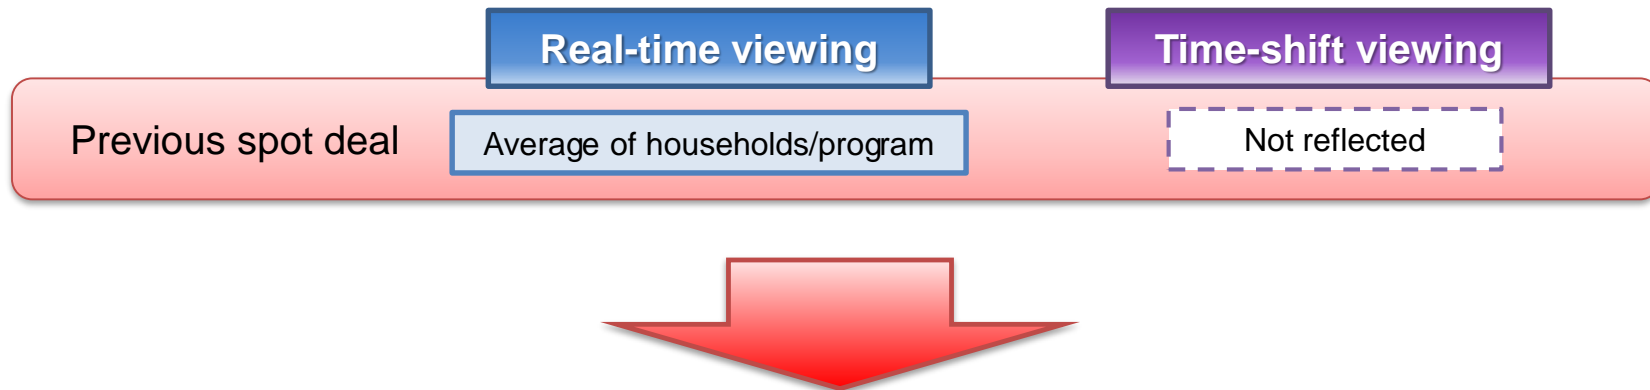 Real-time viewing
Time-shift viewing
Previous spot deal
Average of households/program
Not reflected